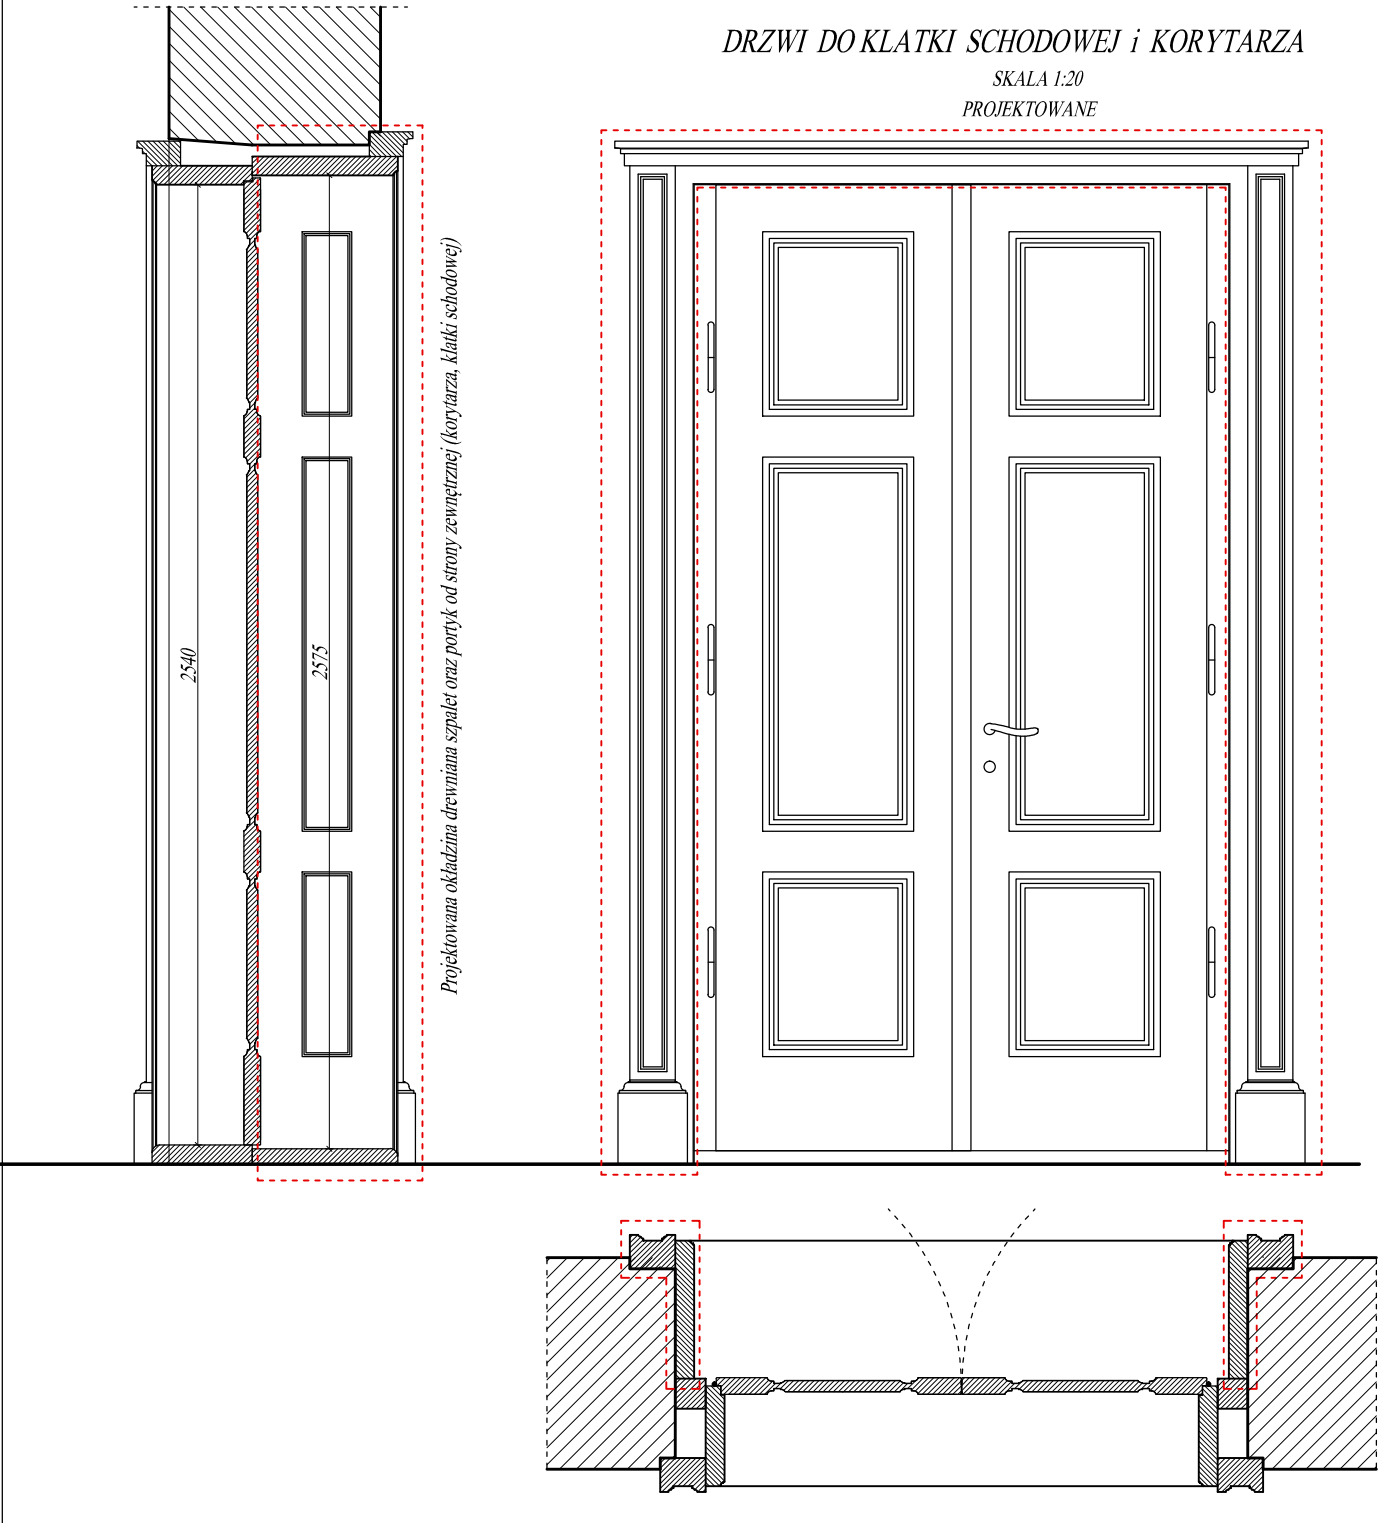 DRZWI DO KLATKI SCHODOWEJ i KORYTARZA
SKALA 1:20
PROJEKTOWANE
2540
2575
Projektowana okładzina drewniana szpalet oraz portyk od strony zewnętrznej (korytarza, klatki schodowej)